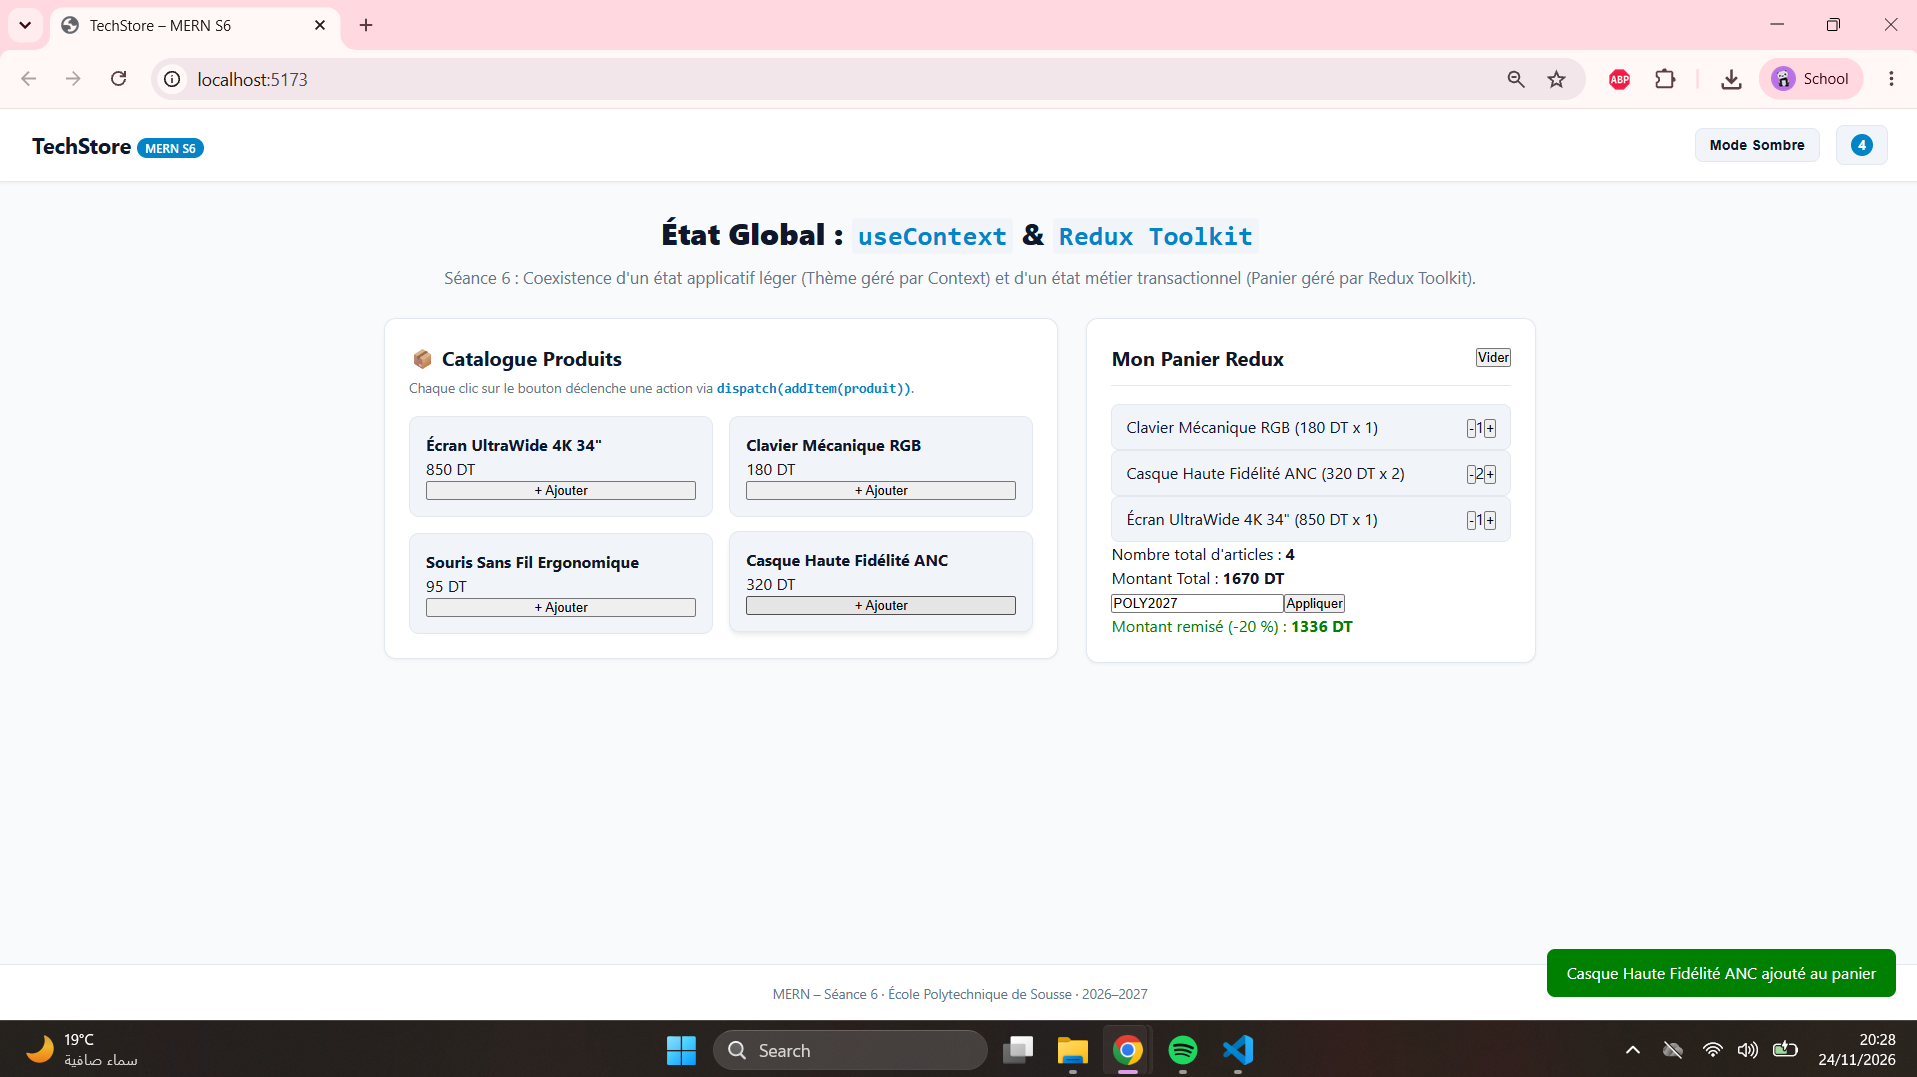 TechStore – MERN S6
localhost:5173
ABP
School
TechStore MERN S6
Mode Sombre
4
État Global : useContext & Redux Toolkit
Séance 6 : Coexistence d'un état applicatif léger (Thème géré par Context) et d'un état métier transactionnel (Panier géré par Redux Toolkit).
Catalogue Produits
Chaque clic sur le bouton déclenche une action via dispatch(addItem(produit)).
Écran UltraWide 4K 34"
850 DT
+ Ajouter
Clavier Mécanique RGB
180 DT
+ Ajouter
Souris Sans Fil Ergonomique
95 DT
+ Ajouter
Casque Haute Fidélité ANC
320 DT
+ Ajouter
Mon Panier Redux
Vider
Clavier Mécanique RGB (180 DT x 1) -1+
Casque Haute Fidélité ANC (320 DT x 2) -2+
Écran UltraWide 4K 34" (850 DT x 1) -1+
Nombre total d'articles : 4
Montant Total : 1670 DT
POLY2027 Appliquer
Montant remisé (-20 %) : 1336 DT
Casque Haute Fidélité ANC ajouté au panier
MERN – Séance 6 · École Polytechnique de Sousse · 2026–2027
19°C
سماء صافية
Search
20:28
24/11/2026